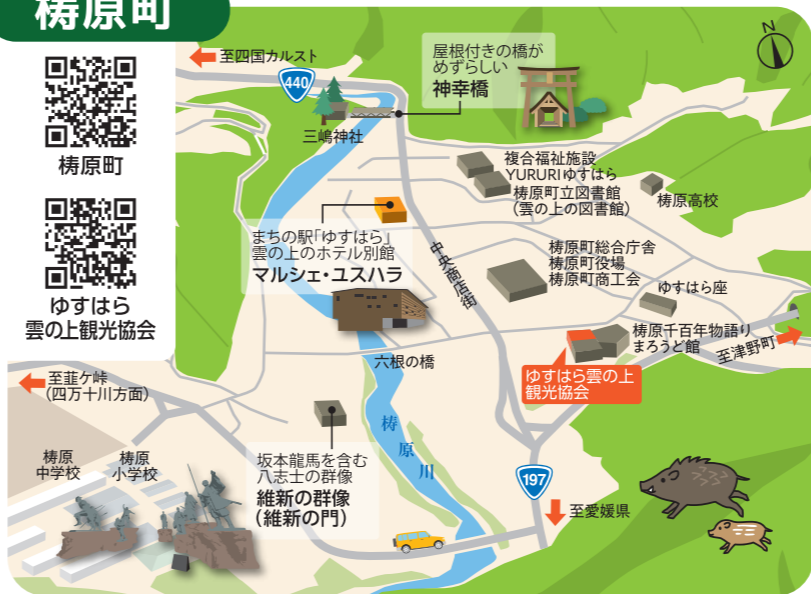 梼原町
梼原町
ゆすはら
雲の上観光協会
至四国カルスト
440
屋根付きの橋が
めずらしい
神幸橋
N
三嶋神社
複合福祉施設
YURURIゆすはら
梼原町立図書館
（雲の上の図書館）
梼原高校
まちの駅「ゆすはら」
雲の上のホテル別館
マルシェ・ユスハラ
中央商店街
梼原町総合庁舎
梼原町役場
梼原町商工会
ゆすはら座
梼原千百年物語り
まろうど館
至津野町
六根の橋
ゆすはら雲の上
観光協会
至韮ケ峠
（四万十川方面）
梼原川
坂本龍馬を含む
八志士の群像
維新の群像
（維新の門）
梼原
中学校
梼原
小学校
197
至愛媛県